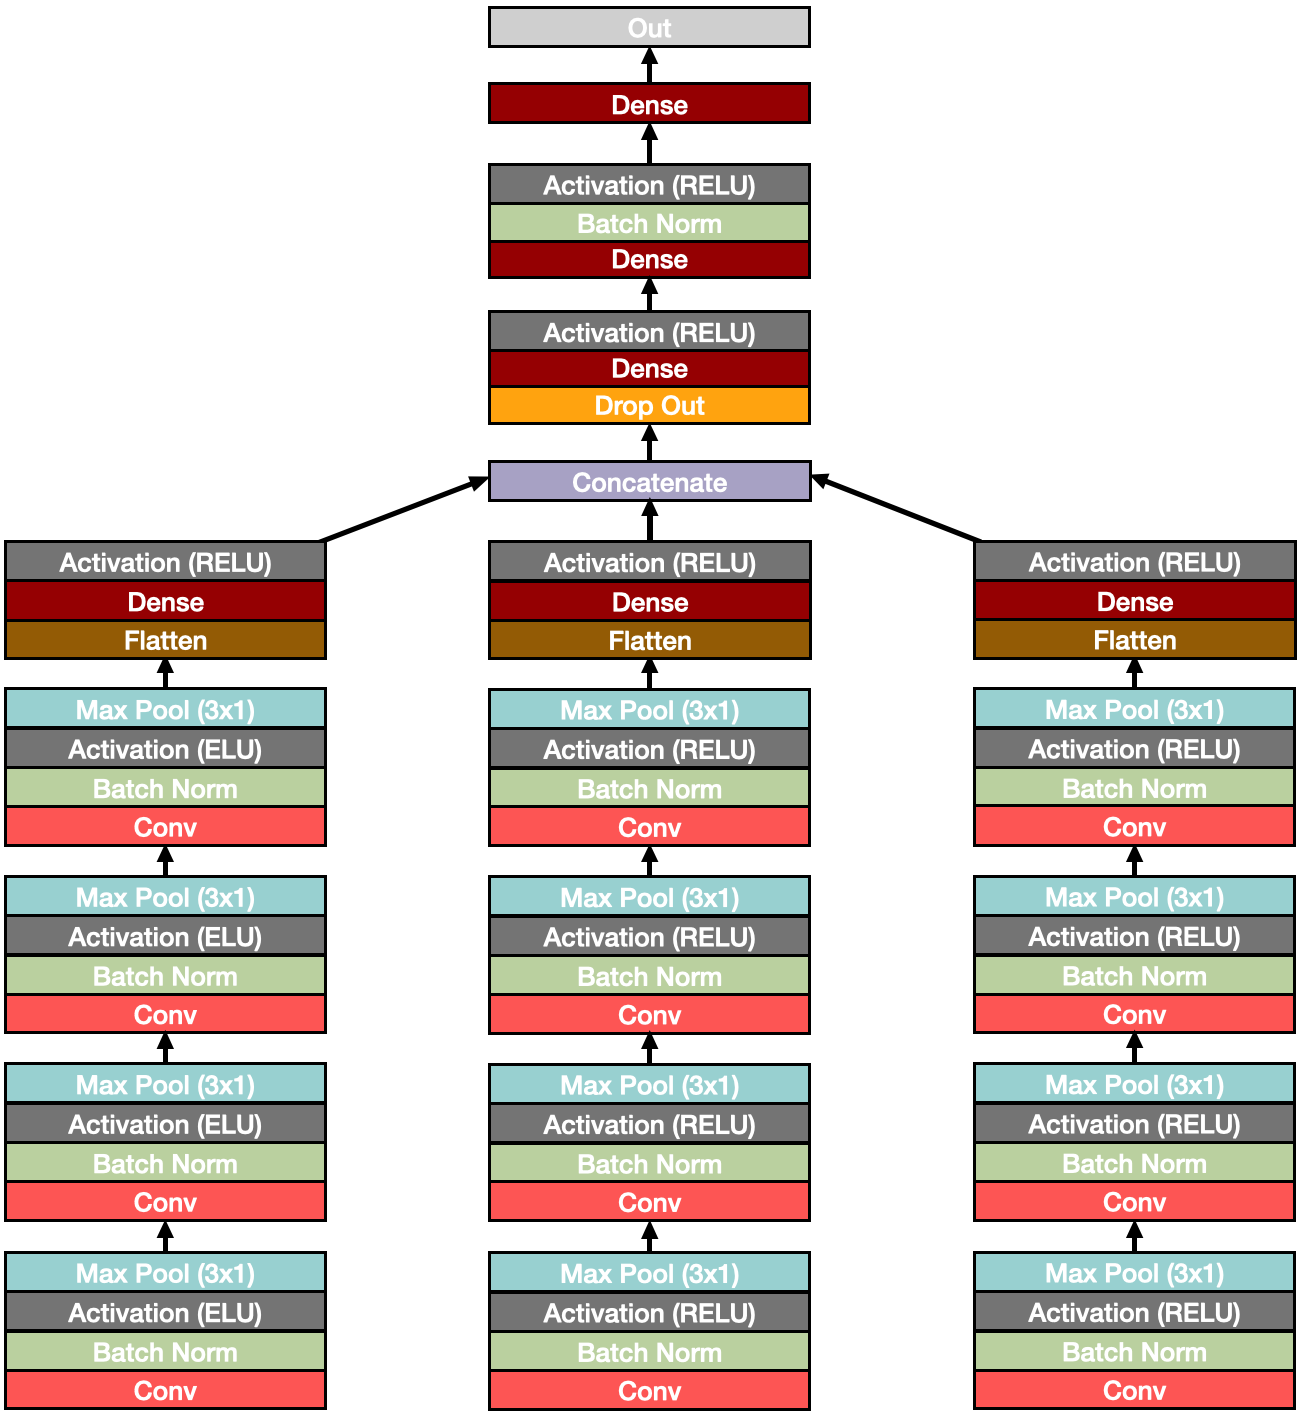 Out
Dense
Activation (RELU)
Batch Norm
Dense
Activation (RELU)
Dense
Drop Out
Concatenate
Activation (RELU)
Dense
Flatten
Max Pool (3x1)
Activation (ELU)
Batch Norm
Conv
Max Pool (3x1)
Activation (ELU)
Batch Norm
Conv
Max Pool (3x1)
Activation (ELU)
Batch Norm
Conv
Max Pool (3x1)
Activation (ELU)
Batch Norm
Conv
Activation (RELU)
Dense
Flatten
Max Pool (3x1)
Activation (RELU)
Batch Norm
Conv
Max Pool (3x1)
Activation (RELU)
Batch Norm
Conv
Max Pool (3x1)
Activation (RELU)
Batch Norm
Conv
Max Pool (3x1)
Activation (RELU)
Batch Norm
Conv
Activation (RELU)
Dense
Flatten
Max Pool (3x1)
Activation (RELU)
Batch Norm
Conv
Max Pool (3x1)
Activation (RELU)
Batch Norm
Conv
Max Pool (3x1)
Activation (RELU)
Batch Norm
Conv
Max Pool (3x1)
Activation (RELU)
Batch Norm
Conv